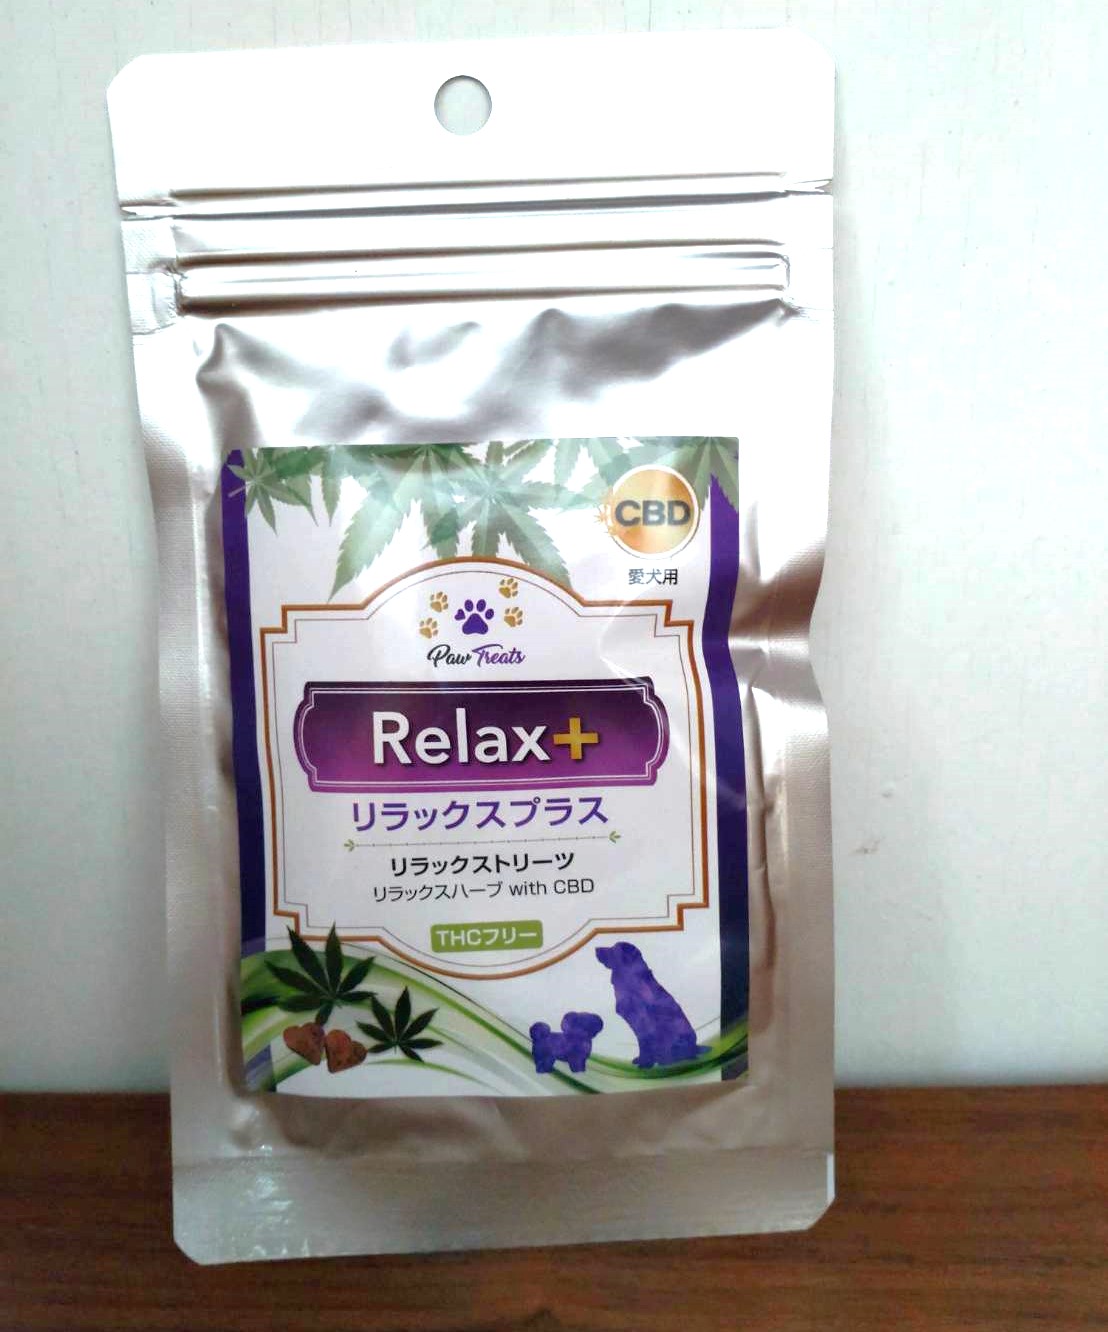 CBD
愛犬用
Paw Treats
Relax+
リラックスプラス
リラックストリーツ
リラックスハーブ with CBD
THCフリー